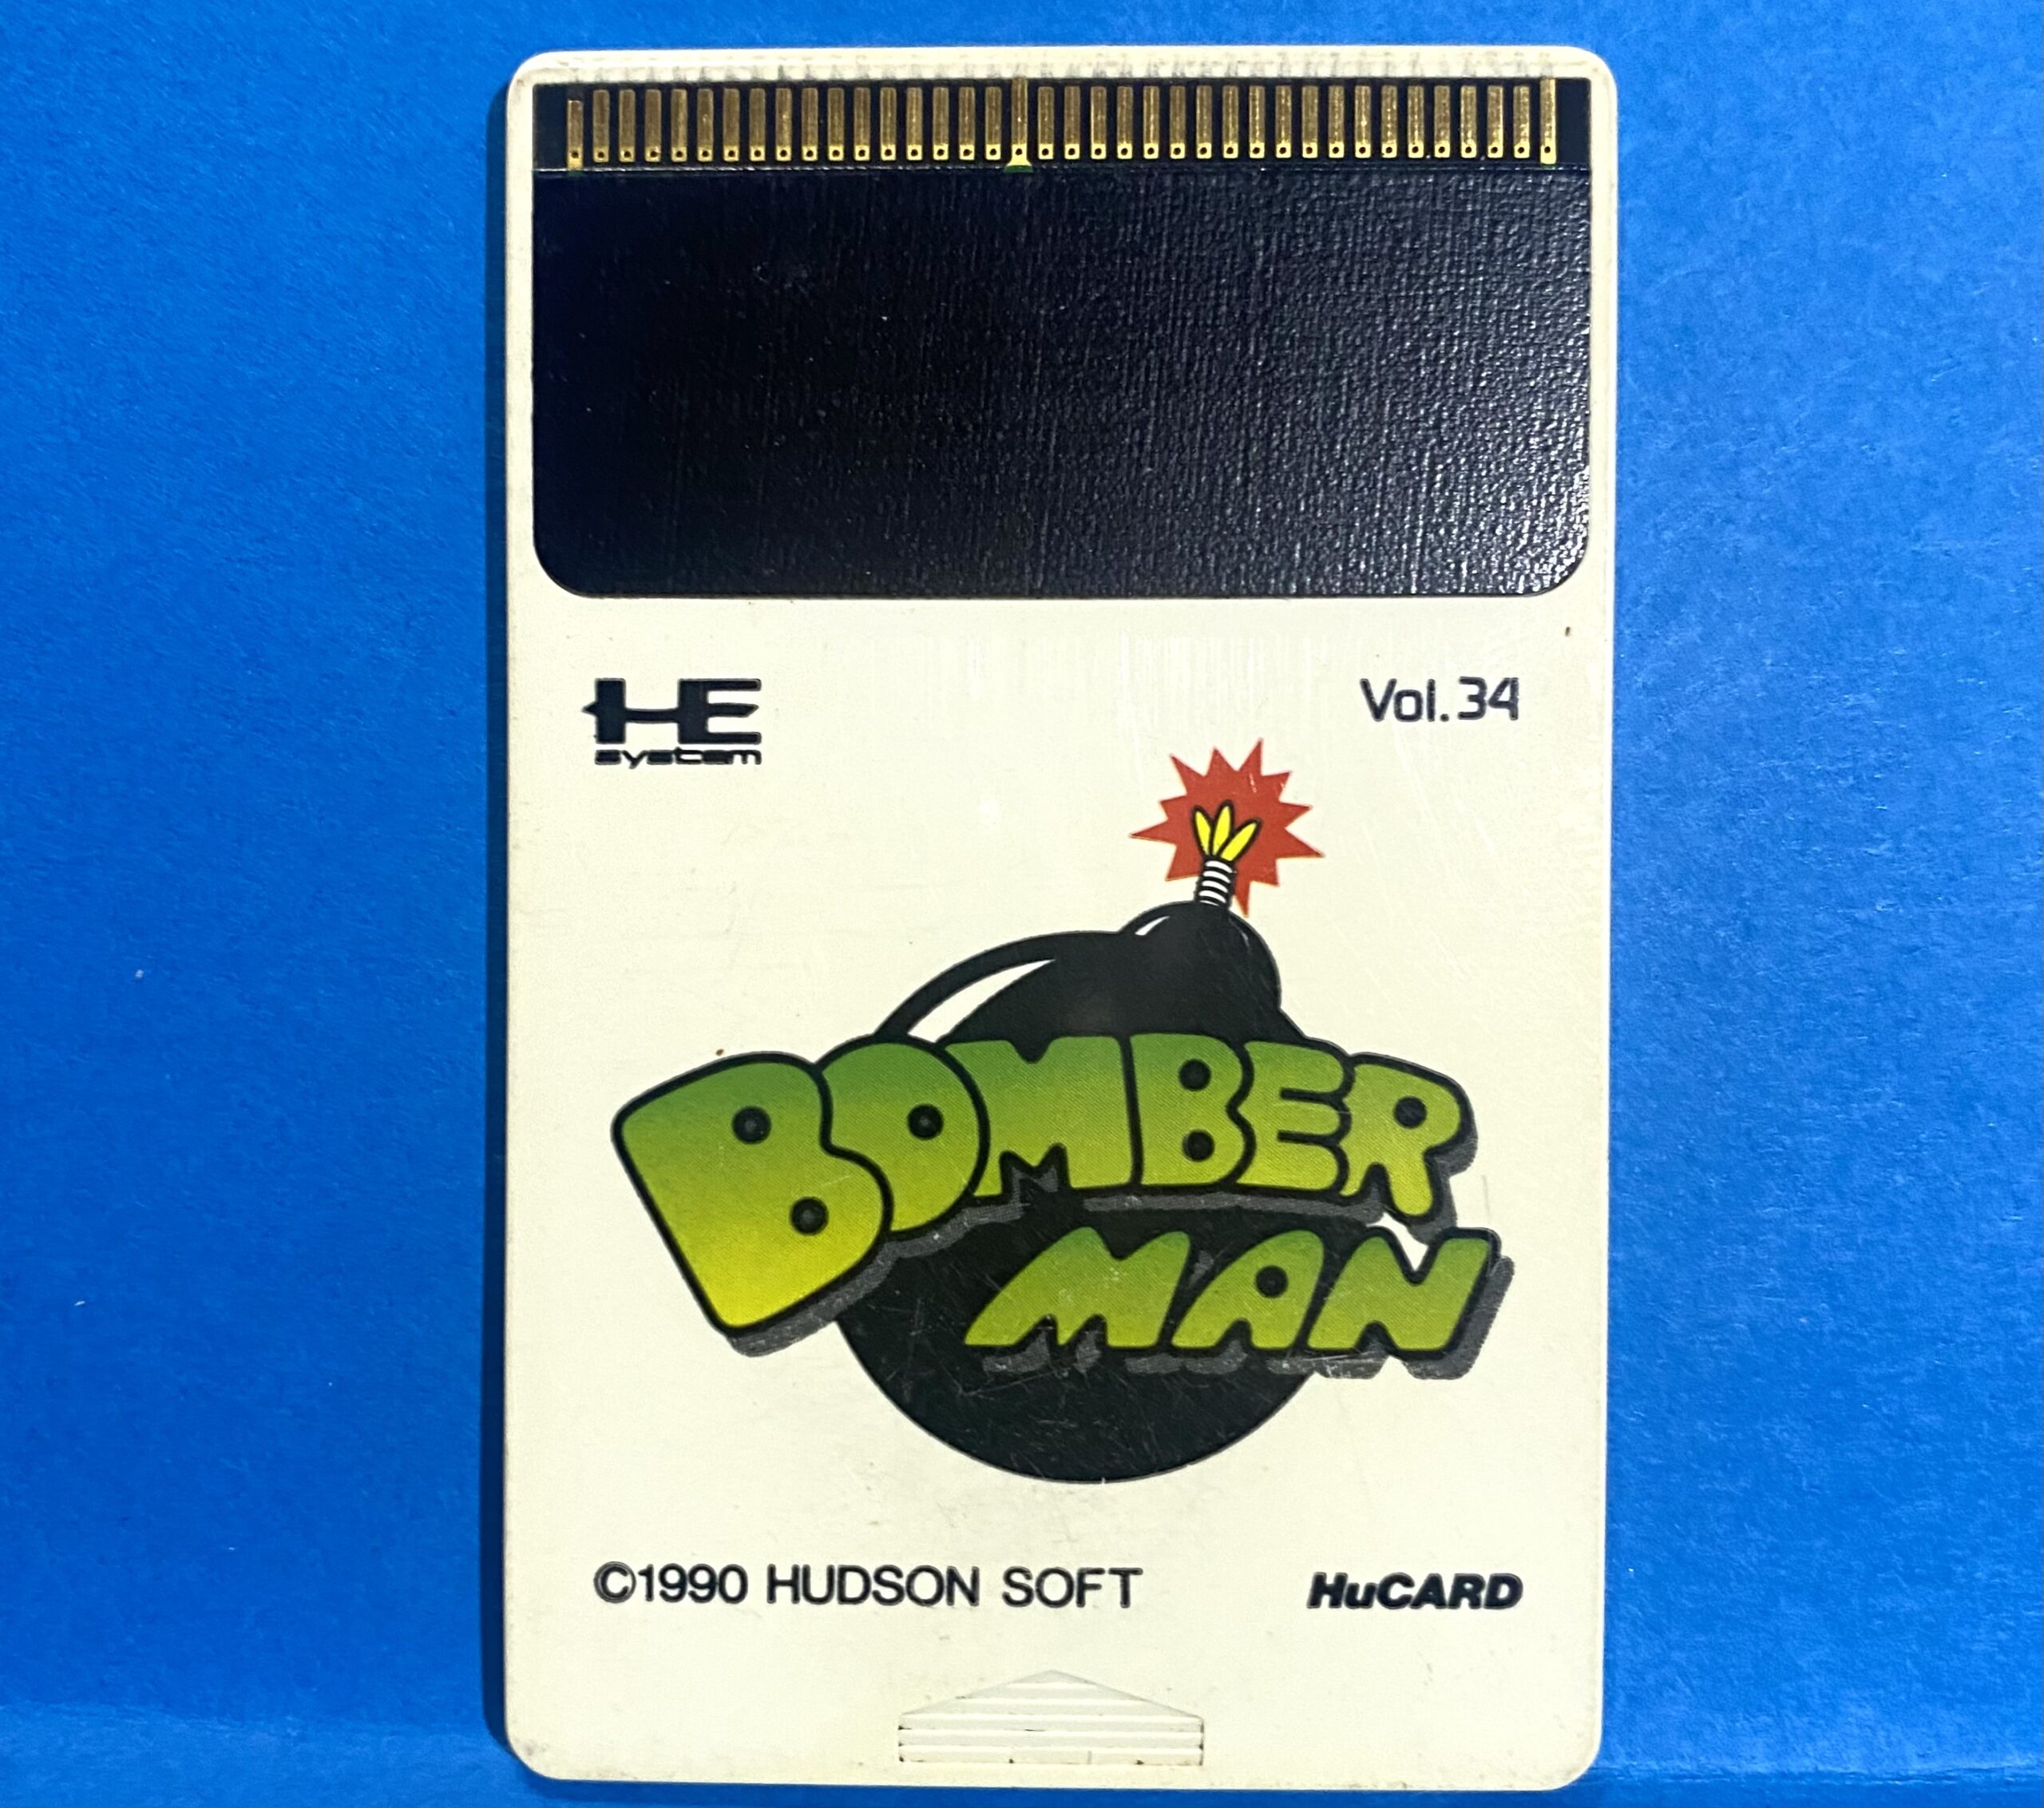 HE
system
Vol.34
BOMBER
MAN
©1990 HUDSON SOFT
HuCARD